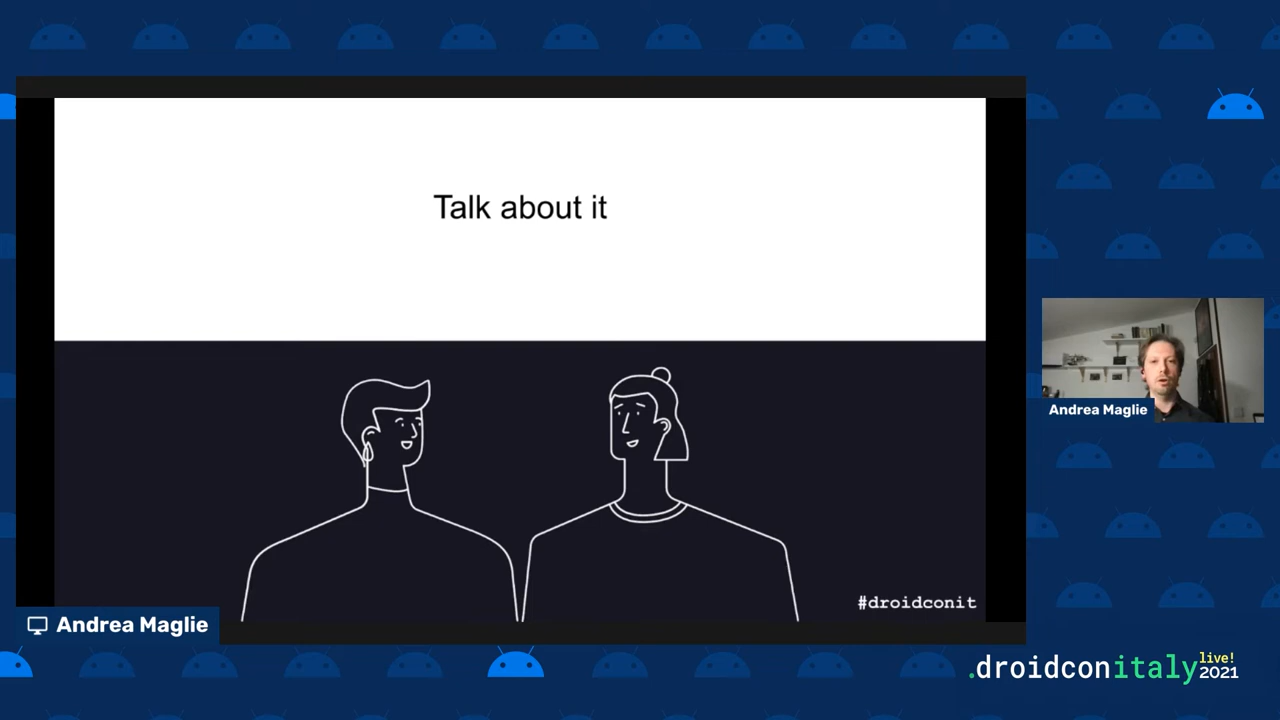 Talk about it
#droidconit
Andrea Maglie
Andrea Maglie
.droidconitaly live! 2021